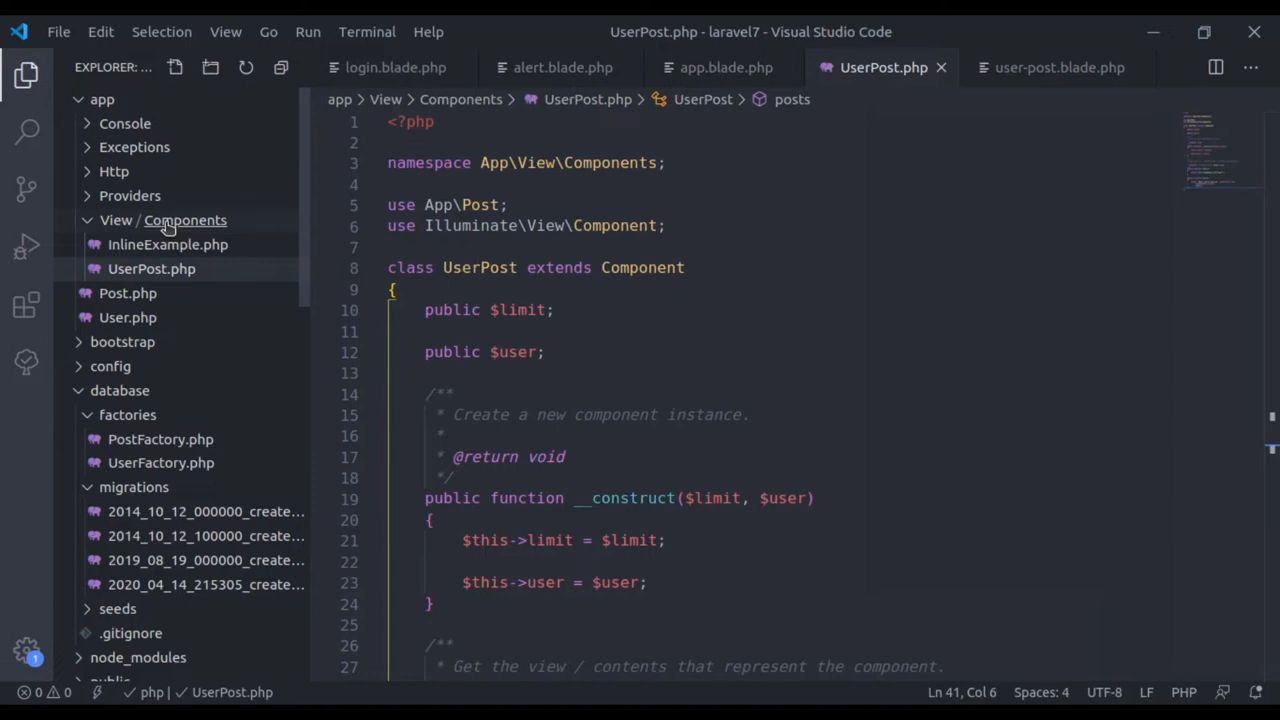 File Edit Selection View Go Run Terminal Help
UserPost.php - laravel7 - Visual Studio Code
EXPLORER: ...
login.blade.php
alert.blade.php
app.blade.php
UserPost.php
user-post.blade.php
app > View > Components > UserPost.php > UserPost > posts
app
Console
Exceptions
Http
Providers
View / Components
InlineExample.php
UserPost.php
Post.php
User.php
bootstrap
config
database
factories
PostFactory.php
UserFactory.php
migrations
2014_10_12_000000_create...
2014_10_12_100000_create...
2019_08_19_000000_create...
2020_04_14_215305_create...
seeds
.gitignore
node_modules
public
1 <?php
2
3 namespace App\View\Components;
4
5 use App\Post;
6 use Illuminate\View\Component;
7
8 class UserPost extends Component
9 {
10 public $limit;
11
12 public $user;
13
14 /**
15 * Create a new component instance.
16 *
17 * @return void
18 */
19 public function __construct($limit, $user)
20 {
21 $this->limit = $limit;
22
23 $this->user = $user;
24 }
25
26 /**
27 * Get the view / contents that represent the component.
1
0 0 php | UserPost.php
Ln 41, Col 6 Spaces: 4 UTF-8 LF PHP